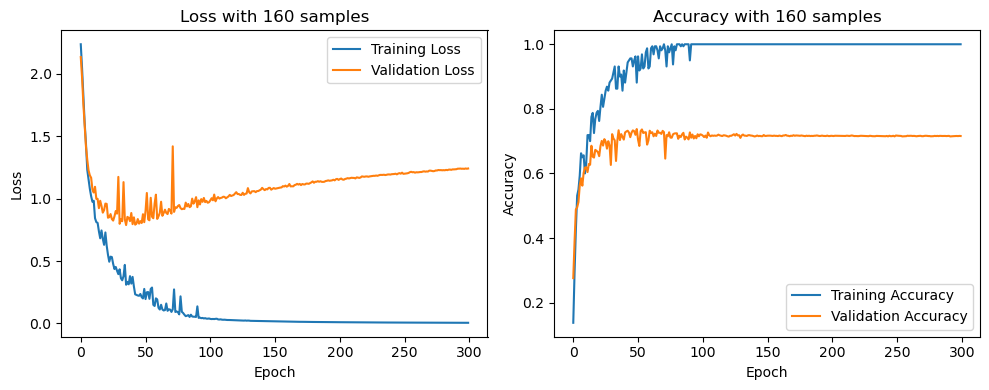 Loss with 160 samples
Training Loss
Validation Loss
2.0
1.5
1.0
0.5
0.0
Loss
0
50
100
150
200
250
300
Epoch
Accuracy with 160 samples
1.0
0.8
0.6
0.4
0.2
Accuracy
Training Accuracy
Validation Accuracy
0
50
100
150
200
250
300
Epoch